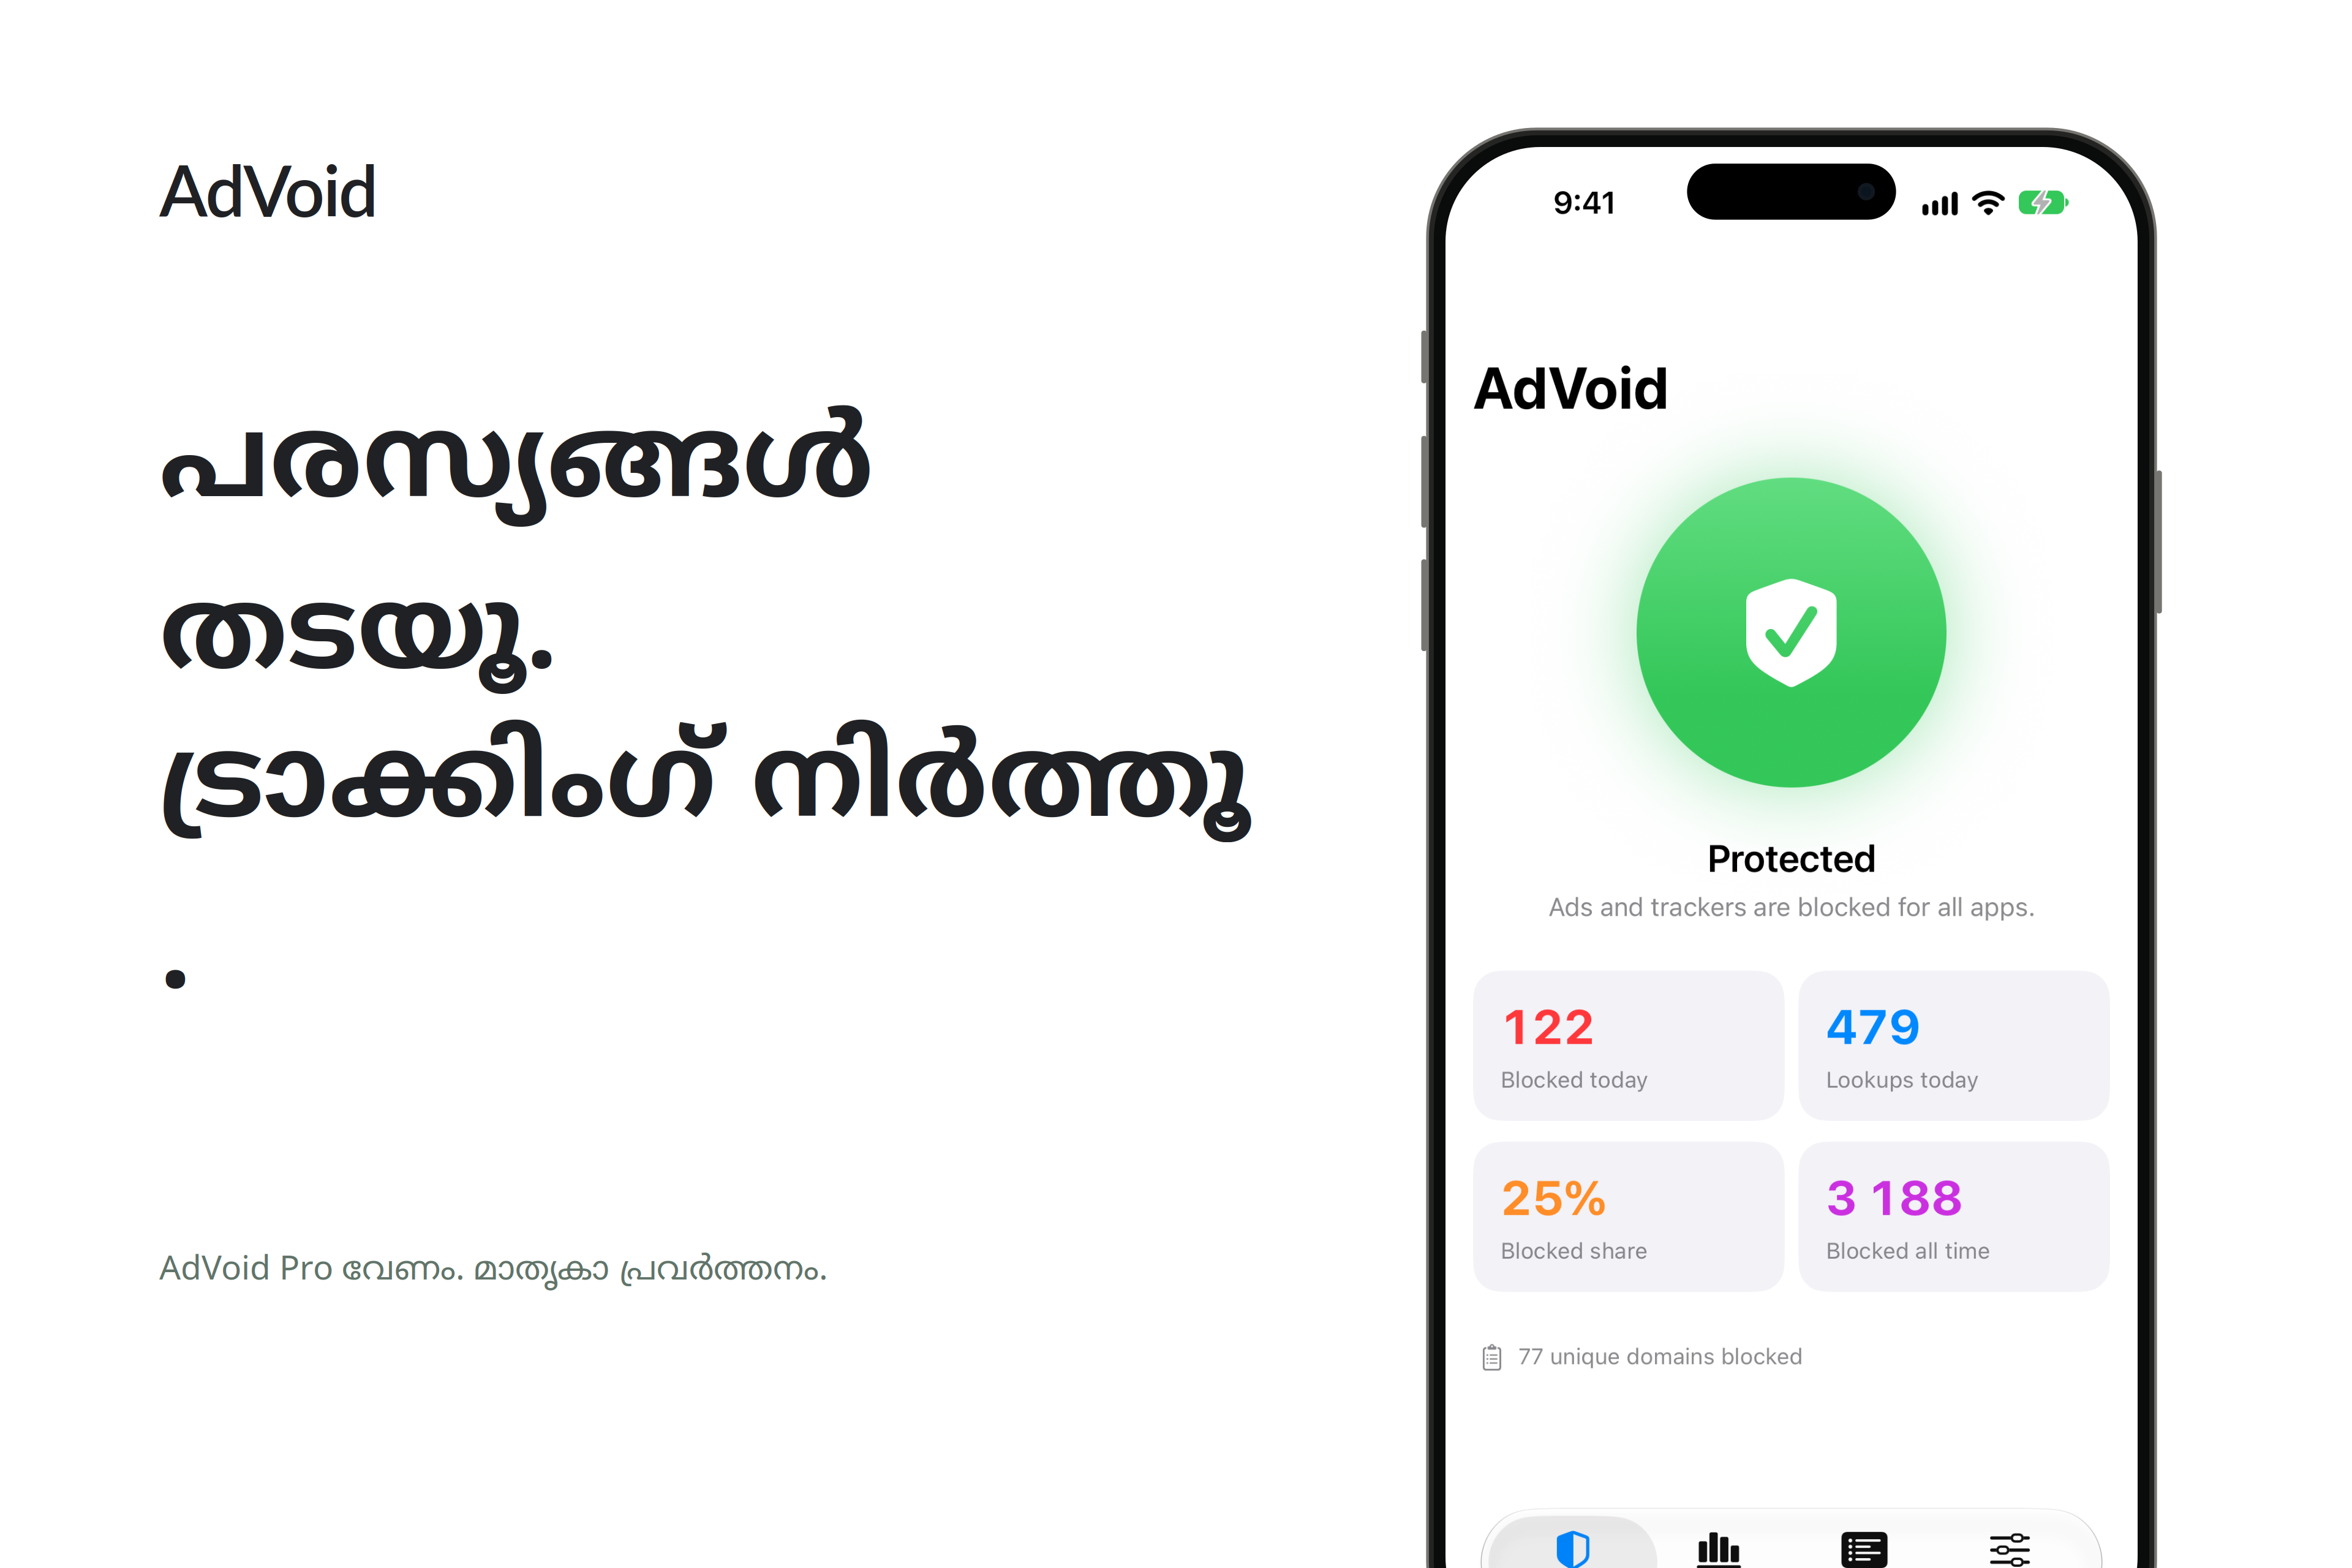 AdVoid
പരസ്യങ്ങൾ
തടയൂ.
ട്രാക്കിംഗ് നിർത്തൂ
.
AdVoid Pro വേണം. മാതൃകാ പ്രവർത്തനം.
9:41
AdVoid
Protected
Ads and trackers are blocked for all apps.
122
Blocked today
479
Lookups today
25%
Blocked share
3 188
Blocked all time
77 unique domains blocked